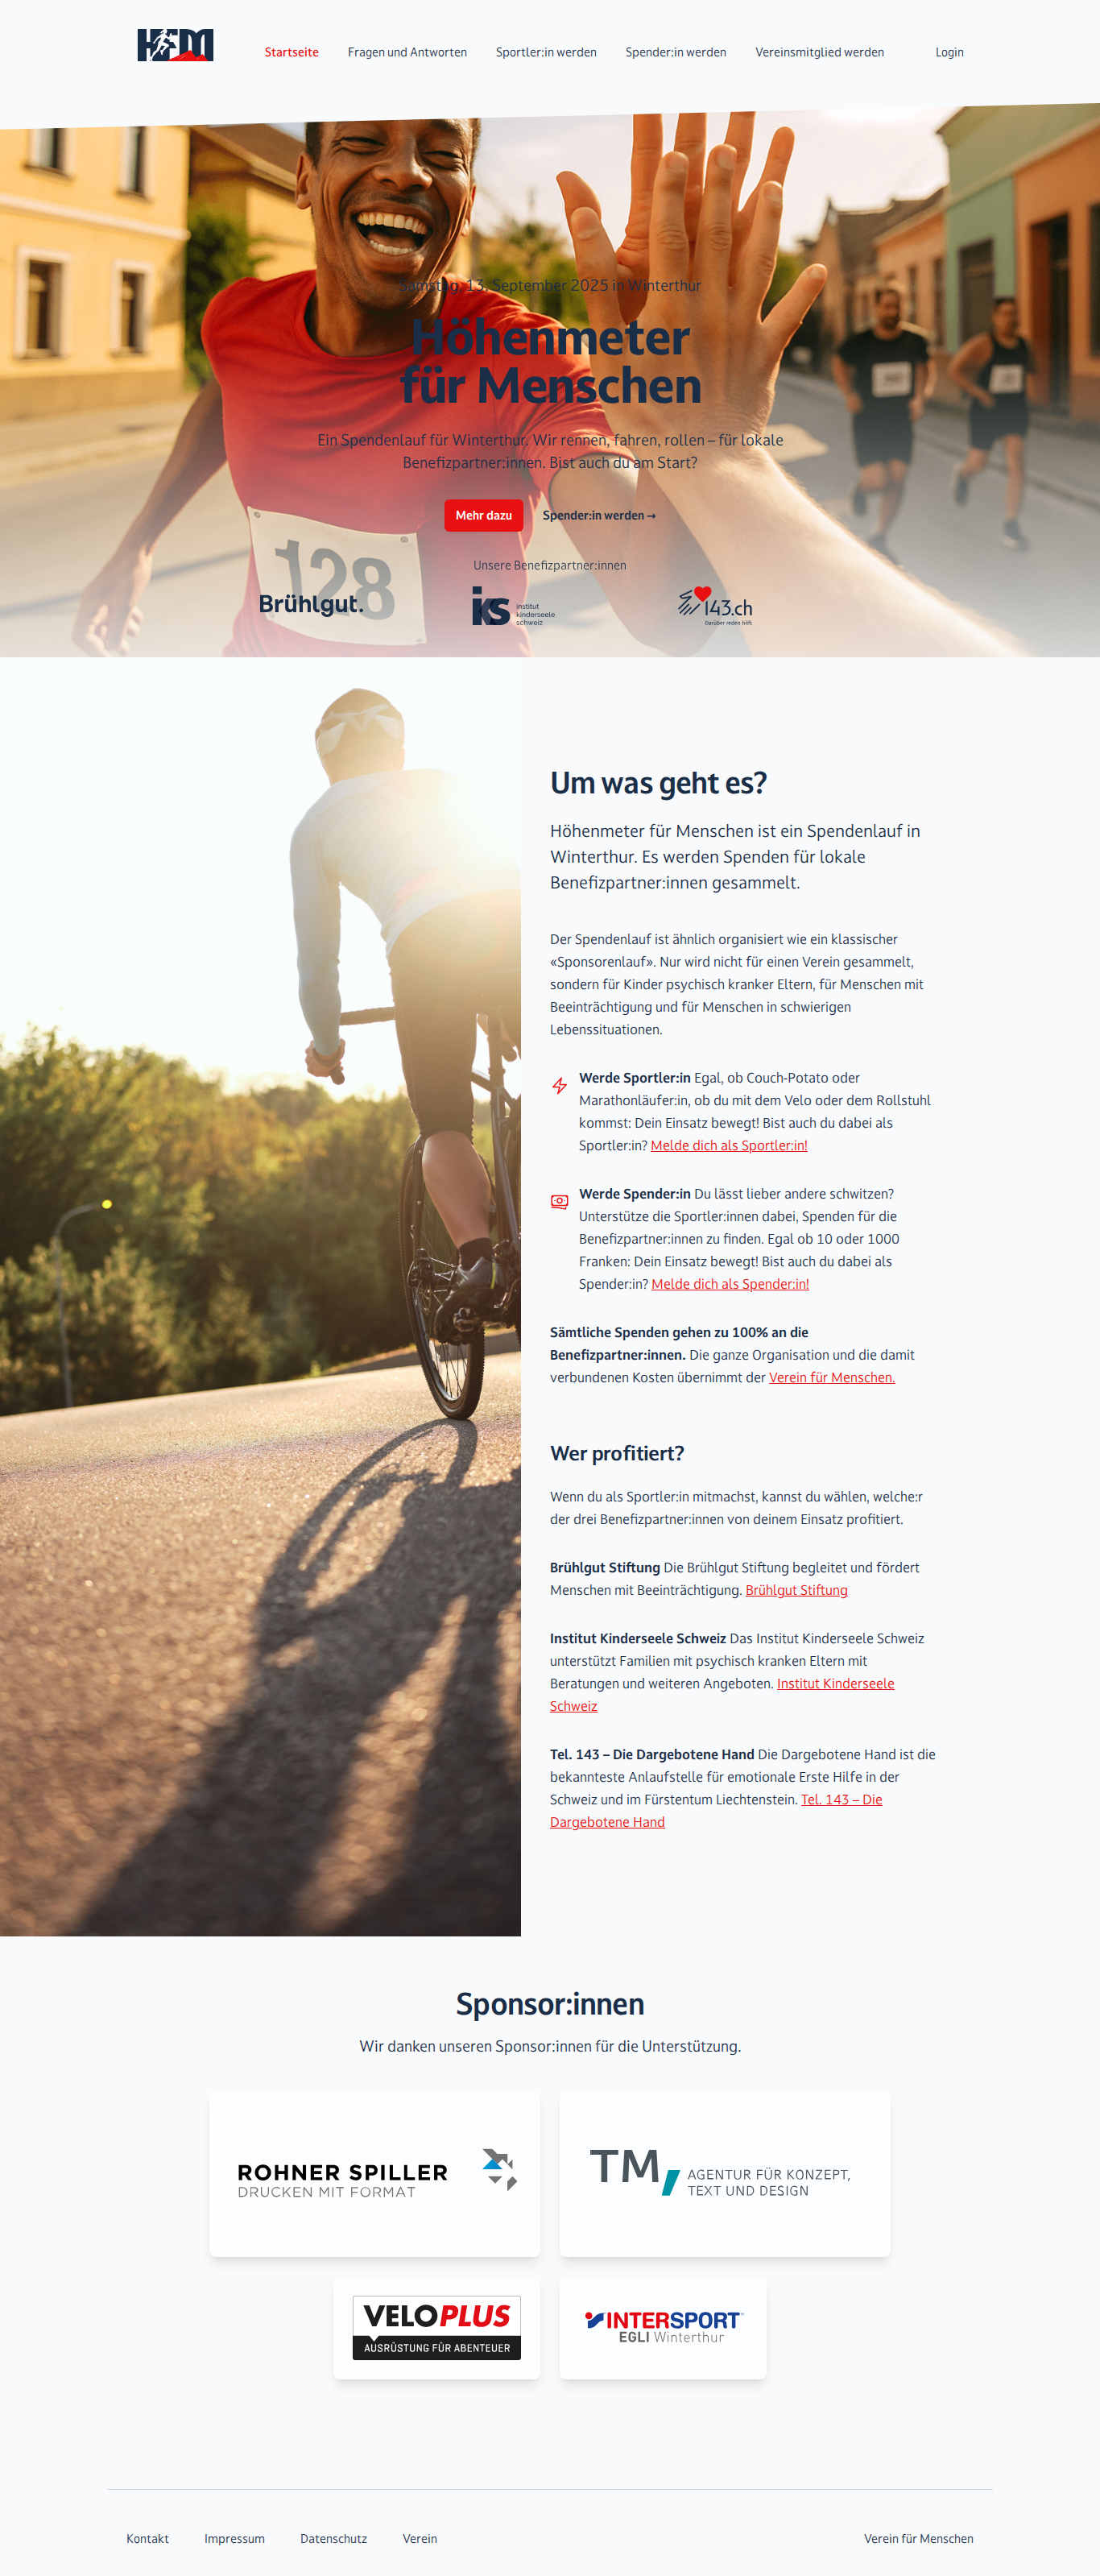 HFM
Startseite
Fragen und Antworten
Sportler:in werden
Spender:in werden
Vereinsmitglied werden
Login
Samstag, 13. September 2025 in Winterthur
Höhenmeter
für Menschen
Ein Spendenlauf für Winterthur. Wir rennen, fahren, rollen – für lokale
Benefizpartner:innen. Bist auch du am Start?
Mehr dazu
Spender:in werden →
128
Unsere Benefizpartner:innen
Brühlgut.
iks
institut
kinderseele
schweiz
143.ch
Darüber reden hilft
Um was geht es?
Höhenmeter für Menschen ist ein Spendenlauf in
Winterthur. Es werden Spenden für lokale
Benefizpartner:innen gesammelt.
Der Spendenlauf ist ähnlich organisiert wie ein klassischer
«Sponsorenlauf». Nur wird nicht für einen Verein gesammelt,
sondern für Kinder psychisch kranker Eltern, für Menschen mit
Beeinträchtigung und für Menschen in schwierigen
Lebenssituationen.
Werde Sportler:in Egal, ob Couch-Potato oder
Marathonläufer:in, ob du mit dem Velo oder dem Rollstuhl
kommst: Dein Einsatz bewegt! Bist auch du dabei als
Sportler:in? Melde dich als Sportler:in!
Werde Spender:in Du lässt lieber andere schwitzen?
Unterstütze die Sportler:innen dabei, Spenden für die
Benefizpartner:innen zu finden. Egal ob 10 oder 1000
Franken: Dein Einsatz bewegt! Bist auch du dabei als
Spender:in? Melde dich als Spender:in!
Sämtliche Spenden gehen zu 100% an die
Benefizpartner:innen. Die ganze Organisation und die damit
verbundenen Kosten übernimmt der Verein für Menschen.
Wer profitiert?
Wenn du als Sportler:in mitmachst, kannst du wählen, welche:r
der drei Benefizpartner:innen von deinem Einsatz profitiert.
Brühlgut Stiftung Die Brühlgut Stiftung begleitet und fördert
Menschen mit Beeinträchtigung. Brühlgut Stiftung
Institut Kinderseele Schweiz Das Institut Kinderseele Schweiz
unterstützt Familien mit psychisch kranken Eltern mit
Beratungen und weiteren Angeboten. Institut Kinderseele
Schweiz
Tel. 143 – Die Dargebotene Hand Die Dargebotene Hand ist die
bekannteste Anlaufstelle für emotionale Erste Hilfe in der
Schweiz und im Fürstentum Liechtenstein. Tel. 143 – Die
Dargebotene Hand
Sponsor:innen
Wir danken unseren Sponsor:innen für die Unterstützung.
ROHNER SPILLER
DRUCKEN MIT FORMAT
TM
AGENTUR FÜR KONZEPT,
TEXT UND DESIGN
VELOPLUS
AUSRÜSTUNG FÜR ABENTEUER
INTERSPORT
EGLI Winterthur
Kontakt
Impressum
Datenschutz
Verein
Verein für Menschen